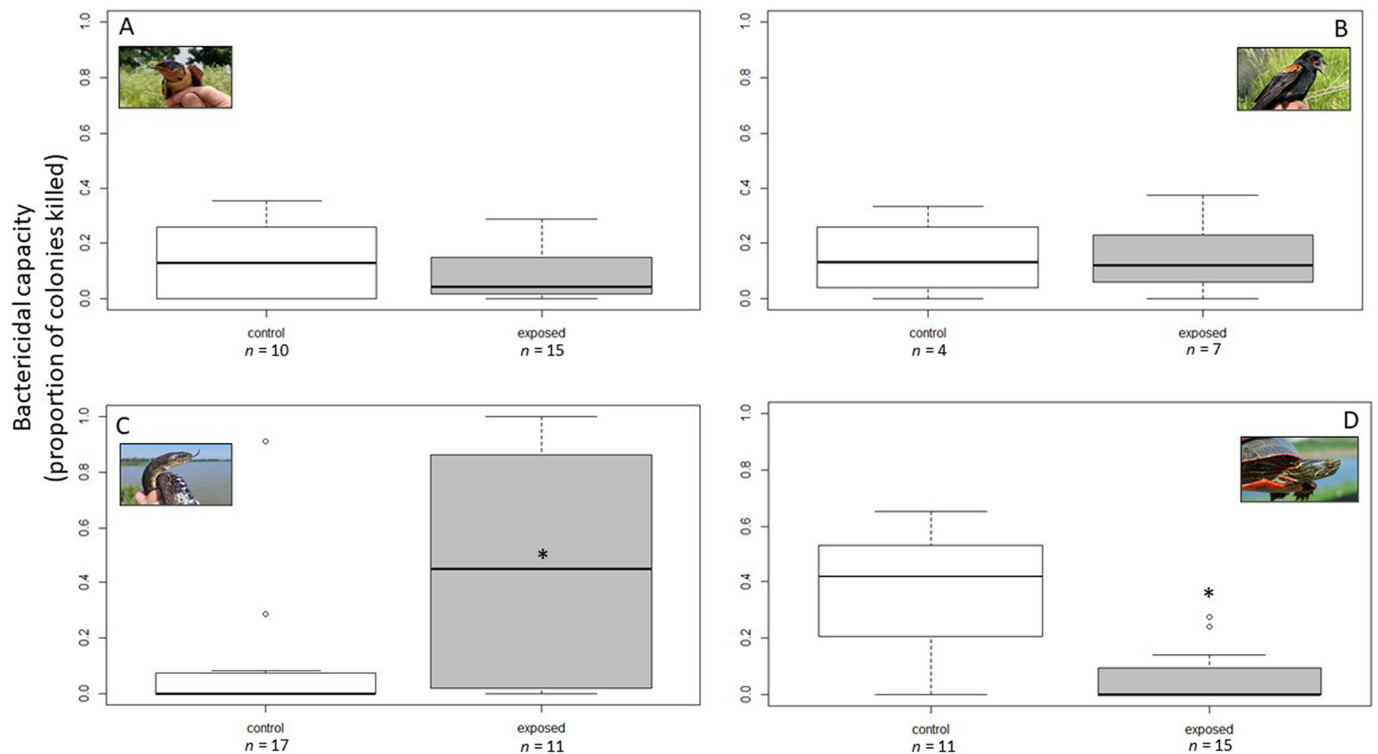 Bactericidal capacity
(proportion of colonies killed)
A
1.0
0.8
0.6
0.4
0.2
0.0
control
exposed
n = 10
n = 15
B
1.0
0.8
0.6
0.4
0.2
0.0
control
exposed
n = 4
n = 7
C
1.0
0.8
0.6
0.4
0.2
0.0
*
control
exposed
n = 17
n = 11
D
1.0
0.8
0.6
0.4
0.2
0.0
*
control
exposed
n = 11
n = 15